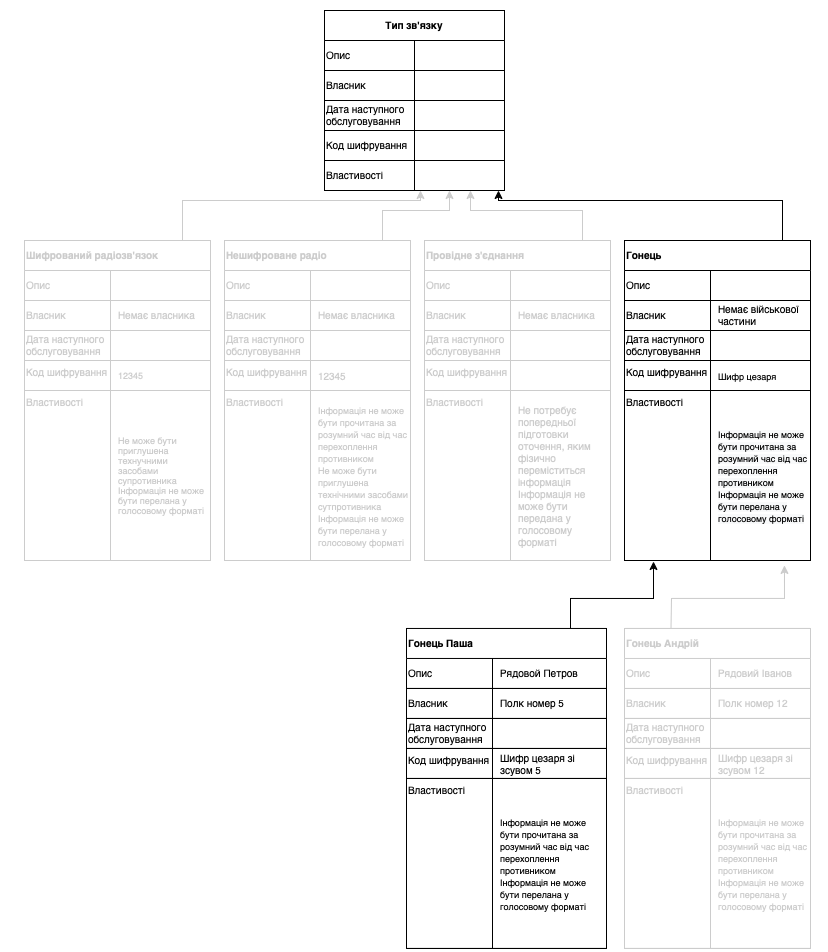 Тип зв'язку
Опис
Власник
Дата наступного
обслуговування
Код шифрування
Властивості
Шифрований радіозв'язок
Опис
Власник
Немає власника
Дата наступного
обслуговування
Код шифрування
12345
Властивості
Не може бути
приглушена
технучними
засобами
супротивника
Інформація не може
бути перелана у
голосовому форматі
Нешифроване радіо
Опис
Власник
Немає власника
Дата наступного
обслуговування
Код шифрування
12345
Властивості
Інформація не може
бути прочитана за
розумний час від час
перехоплення
противником
Не може бути
приглушена
технічними засобами
сутпротивника
Інформація не може
бути перелана у
голосовому форматі
Провідне з'єднання
Опис
Власник
Немає власника
Дата наступного
обслуговування
Код шифрування
Властивості
Не потребує
попередньої
підготовки
оточення, яким
фізично
переміститься
інформація
Інформація не
може бути
передана у
голосовому
форматі
Гонець
Опис
Власник
Немає військової
частини
Дата наступного
обслуговування
Код шифрування
Шифр цезаря
Властивості
Інформація не може
бути прочитана за
розумний час від час
перехоплення
противником
Інформація не може
бути перелана у
голосовому форматі
Гонець Паша
Опис
Рядовой Петров
Власник
Полк номер 5
Дата наступного
обслуговування
Код шифрування
Шифр цезаря зі
зсувом 5
Властивості
Інформація не може
бути прочитана за
розумний час від час
перехоплення
противником
Інформація не може
бути перелана у
голосовому форматі
Гонець Андрій
Опис
Рядовий Іванов
Власник
Полк номер 12
Дата наступного
обслуговування
Код шифрування
Шифр цезаря зі
зсувом 12
Властивості
Інформація не може
бути прочитана за
розумний час від час
перехоплення
противником
Інформація не може
бути перелана у
голосовому форматі